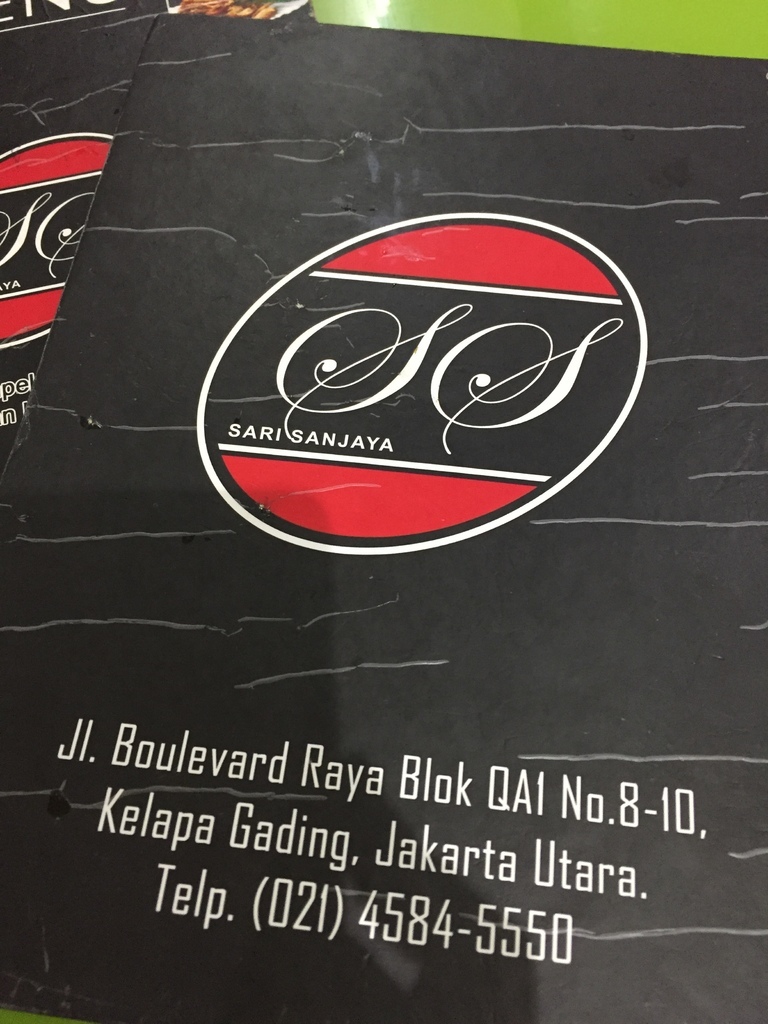 SS
SARI SANJAYA
Jl. Boulevard Raya Blok QA1 No.8-10,
Kelapa Gading, Jakarta Utara.
Telp. (021) 4584-5550